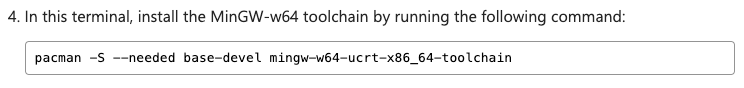 4. In this terminal, install the MinGW-w64 toolchain by running the following command:
pacman -S --needed base-devel mingw-w64-ucrt-x86_64-toolchain